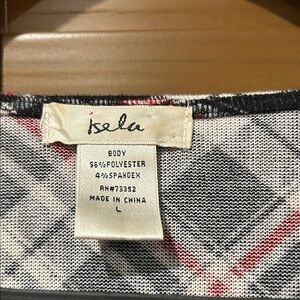 isela
BODY
96%POLYESTER
4%SPANDEX
RN#73352
MADE IN CHINA
L